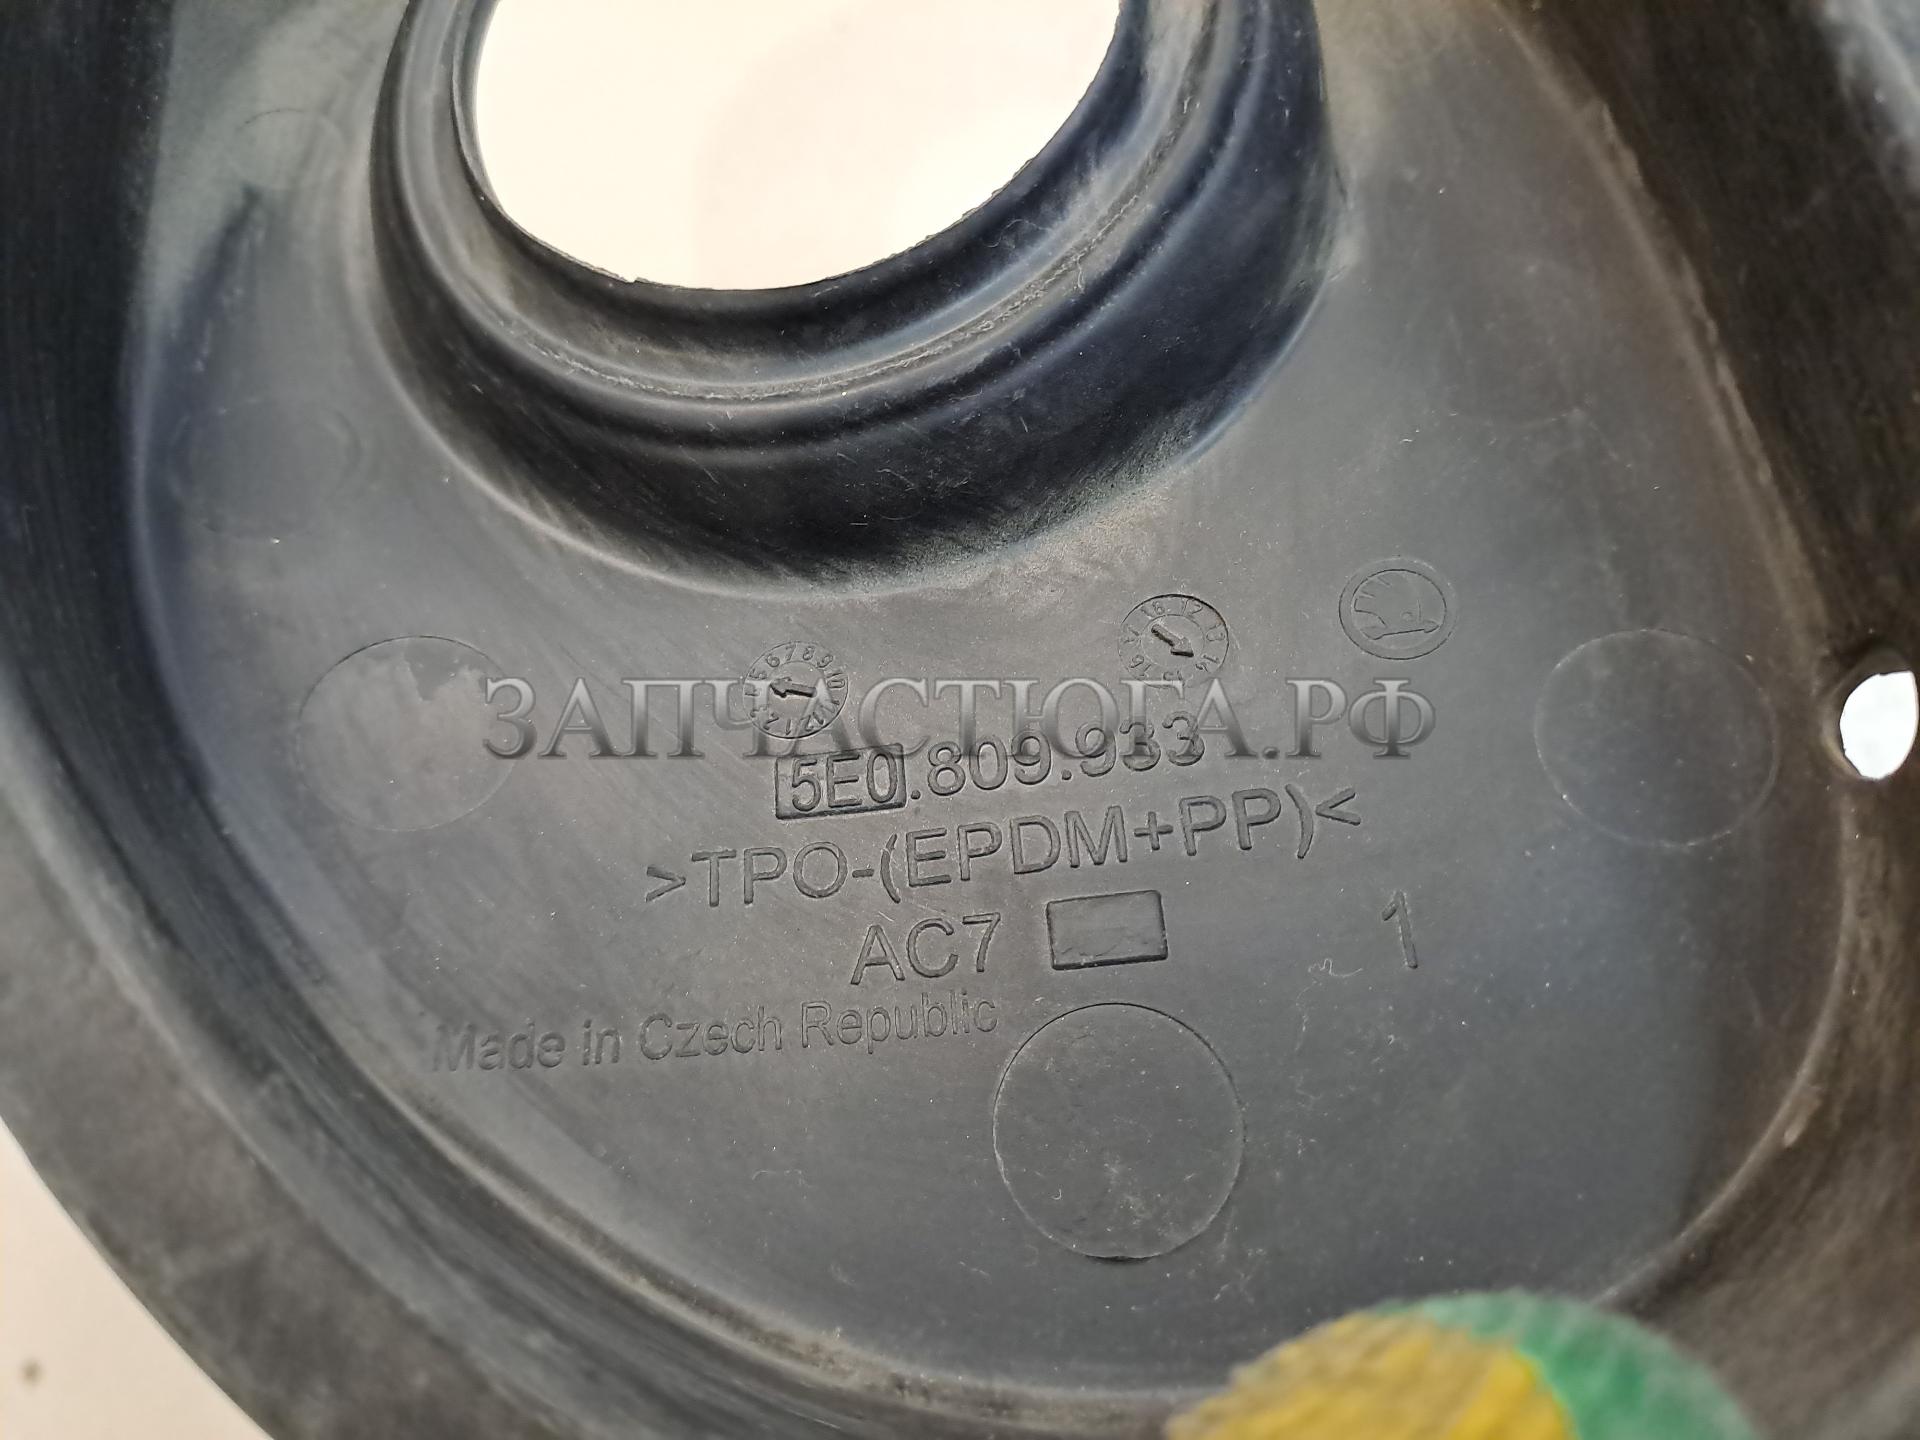 ЗАПЧАСТЮГА.РФ
5E0.809.933
>TPO-(EPDM+PP)<
AC7
1
Made in Czech Republic